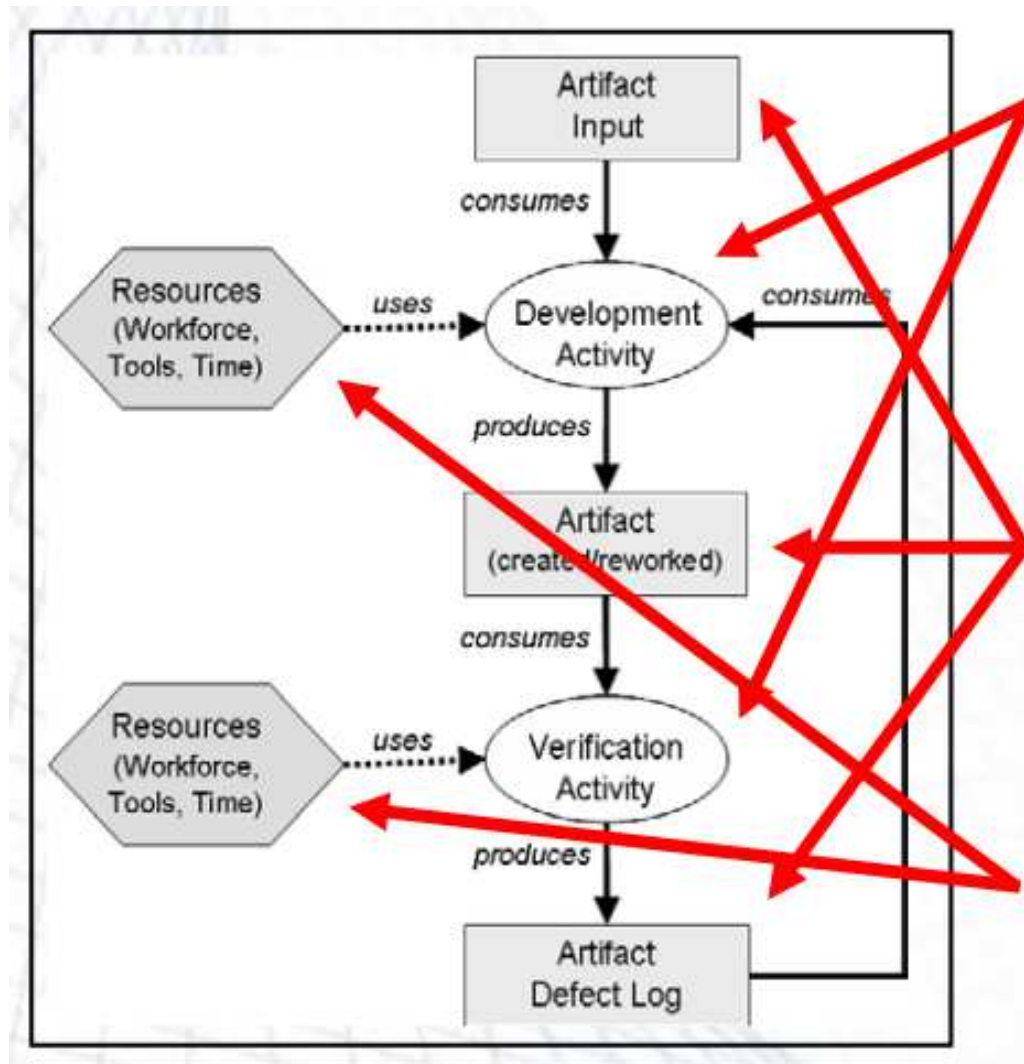 Artifact
Input
consumes
Resources
(Workforce,
Tools, Time)
uses
Development
Activity
consumes
produces
Artifact
(created/reworked)
consumes
Resources
(Workforce,
Tools, Time)
uses
Verification
Activity
produces
Artifact
Defect Log